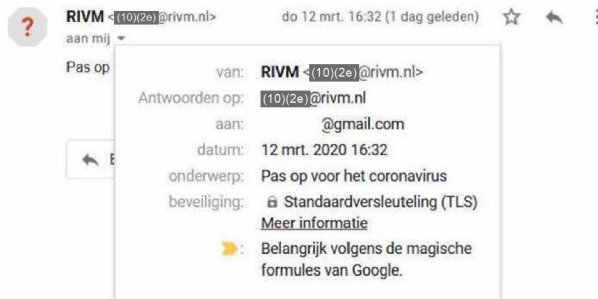 RIVM <(10)(2e)@rivm.nl> do 12 mrt. 16:32 (1 dag geleden)
aan mij
Pas op
van: RIVM <(10)(2e)@rivm.nl>
Antwoorden op: (10)(2e)@rivm.nl
aan: @gmail.com
datum: 12 mrt. 2020 16:32
onderwerp: Pas op voor het coronavirus
beveiliging: Standaardversleuteling (TLS)
Meer informatie
: Belangrijk volgens de magische
formules van Google.